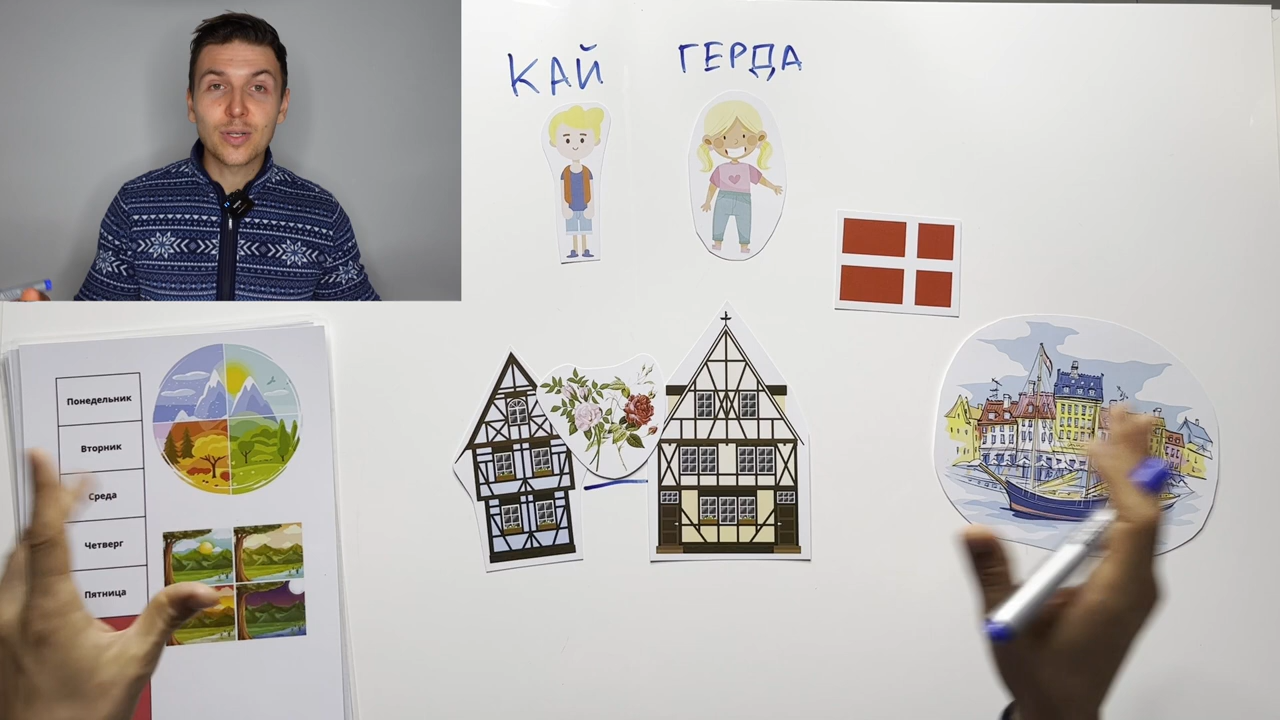 КАЙ
ГЕРДА
Понедельник
Вторник
Среда
Четверг
Пятница